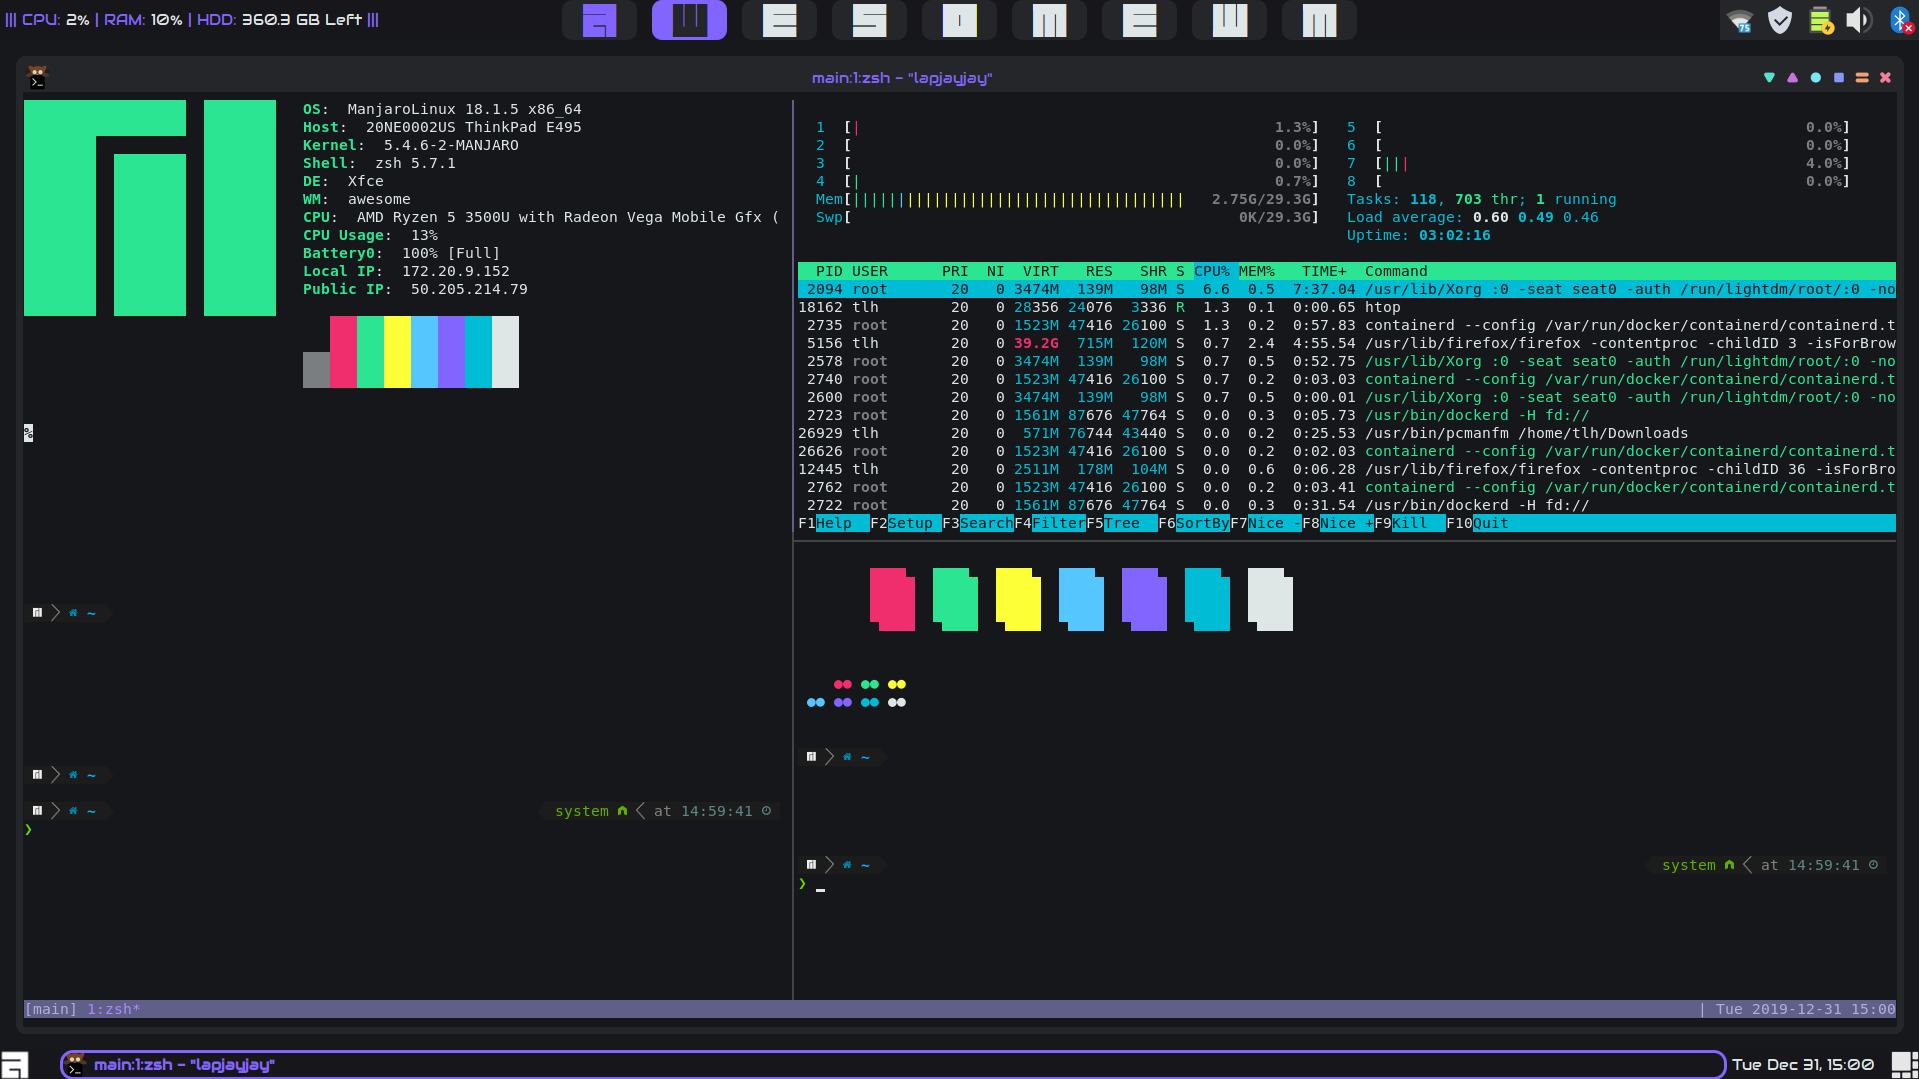 ||| CPU: 2% | RAM: 10% | HDD: 360.3 GB Left |||
A W E S O M E W M
75
main:1:zsh - "lapjayjay"
OS:  ManjaroLinux 18.1.5 x86_64
Host:  20NE0002US ThinkPad E495
Kernel:  5.4.6-2-MANJARO
Shell:  zsh 5.7.1
DE:  Xfce
WM:  awesome
CPU:  AMD Ryzen 5 3500U with Radeon Vega Mobile Gfx (
CPU Usage:  13%
Battery0:  100% [Full]
Local IP:  172.20.9.152
Public IP:  50.205.214.79
%
~
~
~ system at 14:59:41
❯
1 [| 1.3%] 5 [ 0.0%]
2 [ 0.0%] 6 [ 0.0%]
3 [ 0.0%] 7 [||| 4.0%]
4 [| 0.7%] 8 [ 0.0%]
Mem[||||||||||||||||||||||||||||||||||||| 2.75G/29.3G] Tasks: 118, 703 thr; 1 running
Swp[ 0K/29.3G] Load average: 0.60 0.49 0.46
Uptime: 03:02:16
PID USER PRI NI VIRT RES SHR S CPU% MEM% TIME+ Command
2094 root 20 0 3474M 139M 98M S 6.6 0.5 7:37.04 /usr/lib/Xorg :0 -seat seat0 -auth /run/lightdm/root/:0 -no
18162 tlh 20 0 28356 24076 3336 R 1.3 0.1 0:00.65 htop
2735 root 20 0 1523M 47416 26100 S 1.3 0.2 0:57.83 containerd --config /var/run/docker/containerd/containerd.t
5156 tlh 20 0 39.2G 715M 120M S 0.7 2.4 4:55.54 /usr/lib/firefox/firefox -contentproc -childID 3 -isForBrow
2578 root 20 0 3474M 139M 98M S 0.7 0.5 0:52.75 /usr/lib/Xorg :0 -seat seat0 -auth /run/lightdm/root/:0 -no
2740 root 20 0 1523M 47416 26100 S 0.7 0.2 0:03.03 containerd --config /var/run/docker/containerd/containerd.t
2600 root 20 0 3474M 139M 98M S 0.7 0.5 0:00.01 /usr/lib/Xorg :0 -seat seat0 -auth /run/lightdm/root/:0 -no
2723 root 20 0 1561M 87676 47764 S 0.0 0.3 0:05.73 /usr/bin/dockerd -H fd://
26929 tlh 20 0 571M 76744 43440 S 0.0 0.2 0:25.53 /usr/bin/pcmanfm /home/tlh/Downloads
26626 root 20 0 1523M 47416 26100 S 0.0 0.2 0:02.03 containerd --config /var/run/docker/containerd/containerd.t
12445 tlh 20 0 2511M 178M 104M S 0.0 0.6 0:06.28 /usr/lib/firefox/firefox -contentproc -childID 36 -isForBro
2762 root 20 0 1523M 47416 26100 S 0.0 0.2 0:03.41 containerd --config /var/run/docker/containerd/containerd.t
2722 root 20 0 1561M 87676 47764 S 0.0 0.3 0:31.54 /usr/bin/dockerd -H fd://
F1Help F2Setup F3SearchF4FilterF5Tree F6SortByF7Nice -F8Nice +F9Kill F10Quit
~
~ system at 14:59:41
❯ _
[main] 1:zsh* | Tue 2019-12-31 15:00
main:1:zsh - "lapjayjay" Tue Dec 31, 15:00